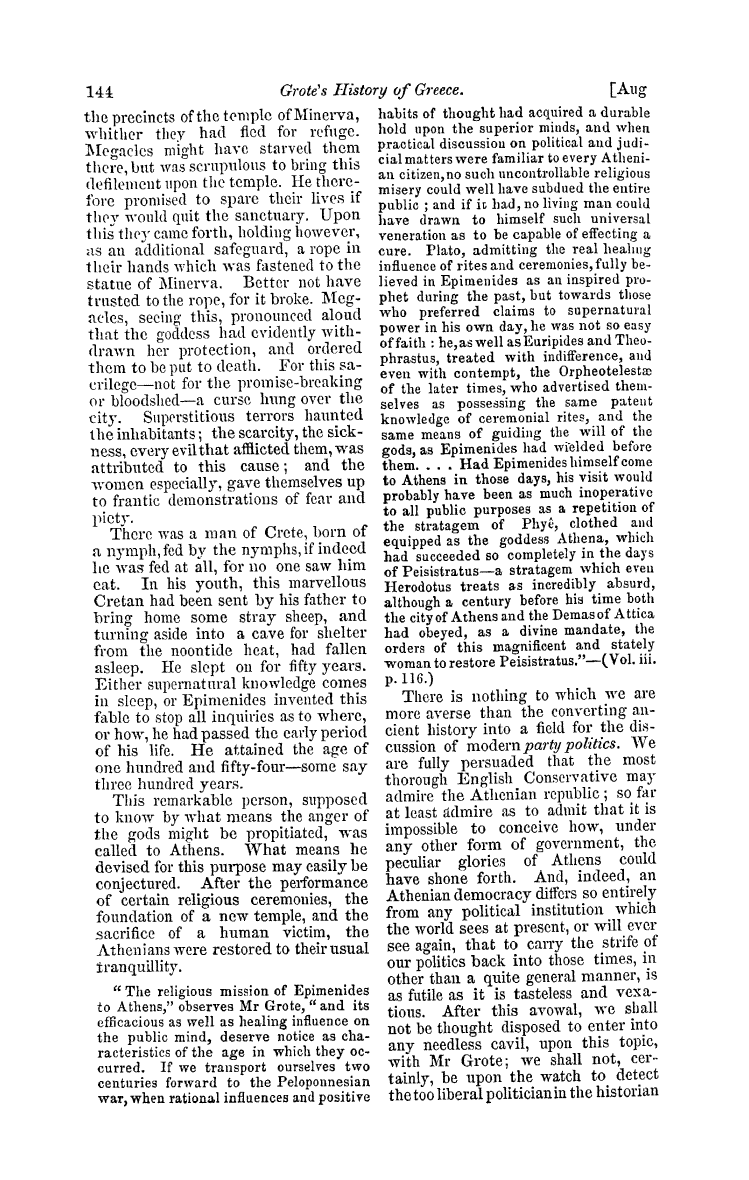 144 Grote's History of Greece. [Aug
the precincts of the temple of Minerva,
whither they had fled for refuge.
Megacles might have starved them
there, but was scrupulous to bring this
defilement upon the temple. He there-
fore promised to spare their lives if
they would quit the sanctuary. Upon
this they came forth, holding however,
as an additional safeguard, a rope in
their hands which was fastened to the
statue of Minerva. Better not have
trusted to the rope, for it broke. Meg-
acles, seeing this, pronounced aloud
that the goddess had evidently with-
drawn her protection, and ordered
them to be put to death. For this sa-
crilege—not for the promise-breaking
or bloodshed—a curse hung over the
city. Superstitious terrors haunted
the inhabitants; the scarcity, the sick-
ness, every evil that afflicted them, was
attributed to this cause; and the
women especially, gave themselves up
to frantic demonstrations of fear and
piety.
There was a man of Crete, born of
a nymph, fed by the nymphs, if indeed
he was fed at all, for no one saw him
eat. In his youth, this marvellous
Cretan had been sent by his father to
bring home some stray sheep, and
turning aside into a cave for shelter
from the noontide heat, had fallen
asleep. He slept on for fifty years.
Either supernatural knowledge comes
in sleep, or Epimenides invented this
fable to stop all inquiries as to where,
or how, he had passed the early period
of his life. He attained the age of
one hundred and fifty-four—some say
three hundred years.
This remarkable person, supposed
to know by what means the anger of
the gods might be propitiated, was
called to Athens. What means he
devised for this purpose may easily be
conjectured. After the performance
of certain religious ceremonies, the
foundation of a new temple, and the
sacrifice of a human victim, the
Athenians were restored to their usual
tranquillity.
"The religious mission of Epimenides
to Athens," observes Mr Grote, "and its
efficacious as well as healing influence on
the public mind, deserve notice as cha-
racteristics of the age in which they oc-
curred. If we transport ourselves two
centuries forward to the Peloponnesian
war, when rational influences and positive
habits of thought had acquired a durable
hold upon the superior minds, and when
practical discussion on political and judi-
cial matters were familiar to every Atheni-
an citizen, no such uncontrollable religious
misery could well have subdued the entire
public; and if it had, no living man could
have drawn to himself such universal
veneration as to be capable of effecting a
cure. Plato, admitting the real healing
influence of rites and ceremonies, fully be-
lieved in Epimenides as an inspired pro-
phet during the past, but towards those
who preferred claims to supernatural
power in his own day, he was not so easy
of faith: he, as well as Euripides and Theo-
phrastus, treated with indifference, and
even with contempt, the Orpheotelestæ
of the later times, who advertised them-
selves as possessing the same patent
knowledge of ceremonial rites, and the
same means of guiding the will of the
gods, as Epimenides had wielded before
them. . . . Had Epimenides himself come
to Athens in those days, his visit would
probably have been as much inoperative
to all public purposes as a repetition of
the stratagem of Phyê, clothed and
equipped as the goddess Athena, which
had succeeded so completely in the days
of Peisistratus—a stratagem which even
Herodotus treats as incredibly absurd,
although a century before his time both
the city of Athens and the Demas of Attica
had obeyed, as a divine mandate, the
orders of this magnificent and stately
woman to restore Peisistratus."—(Vol. iii.
p. 116.)
There is nothing to which we are
more averse than the converting an-
cient history into a field for the dis-
cussion of modern party politics. We
are fully persuaded that the most
thorough English Conservative may
admire the Athenian republic; so far
at least admire as to admit that it is
impossible to conceive how, under
any other form of government, the
peculiar glories of Athens could
have shone forth. And, indeed, an
Athenian democracy differs so entirely
from any political institution which
the world sees at present, or will ever
see again, that to carry the strife of
our politics back into those times, in
other than a quite general manner, is
as futile as it is tasteless and vexa-
tious. After this avowal, we shall
not be thought disposed to enter into
any needless cavil, upon this topic,
with Mr Grote; we shall not, cer-
tainly, be upon the watch to detect
the too liberal politician in the historian